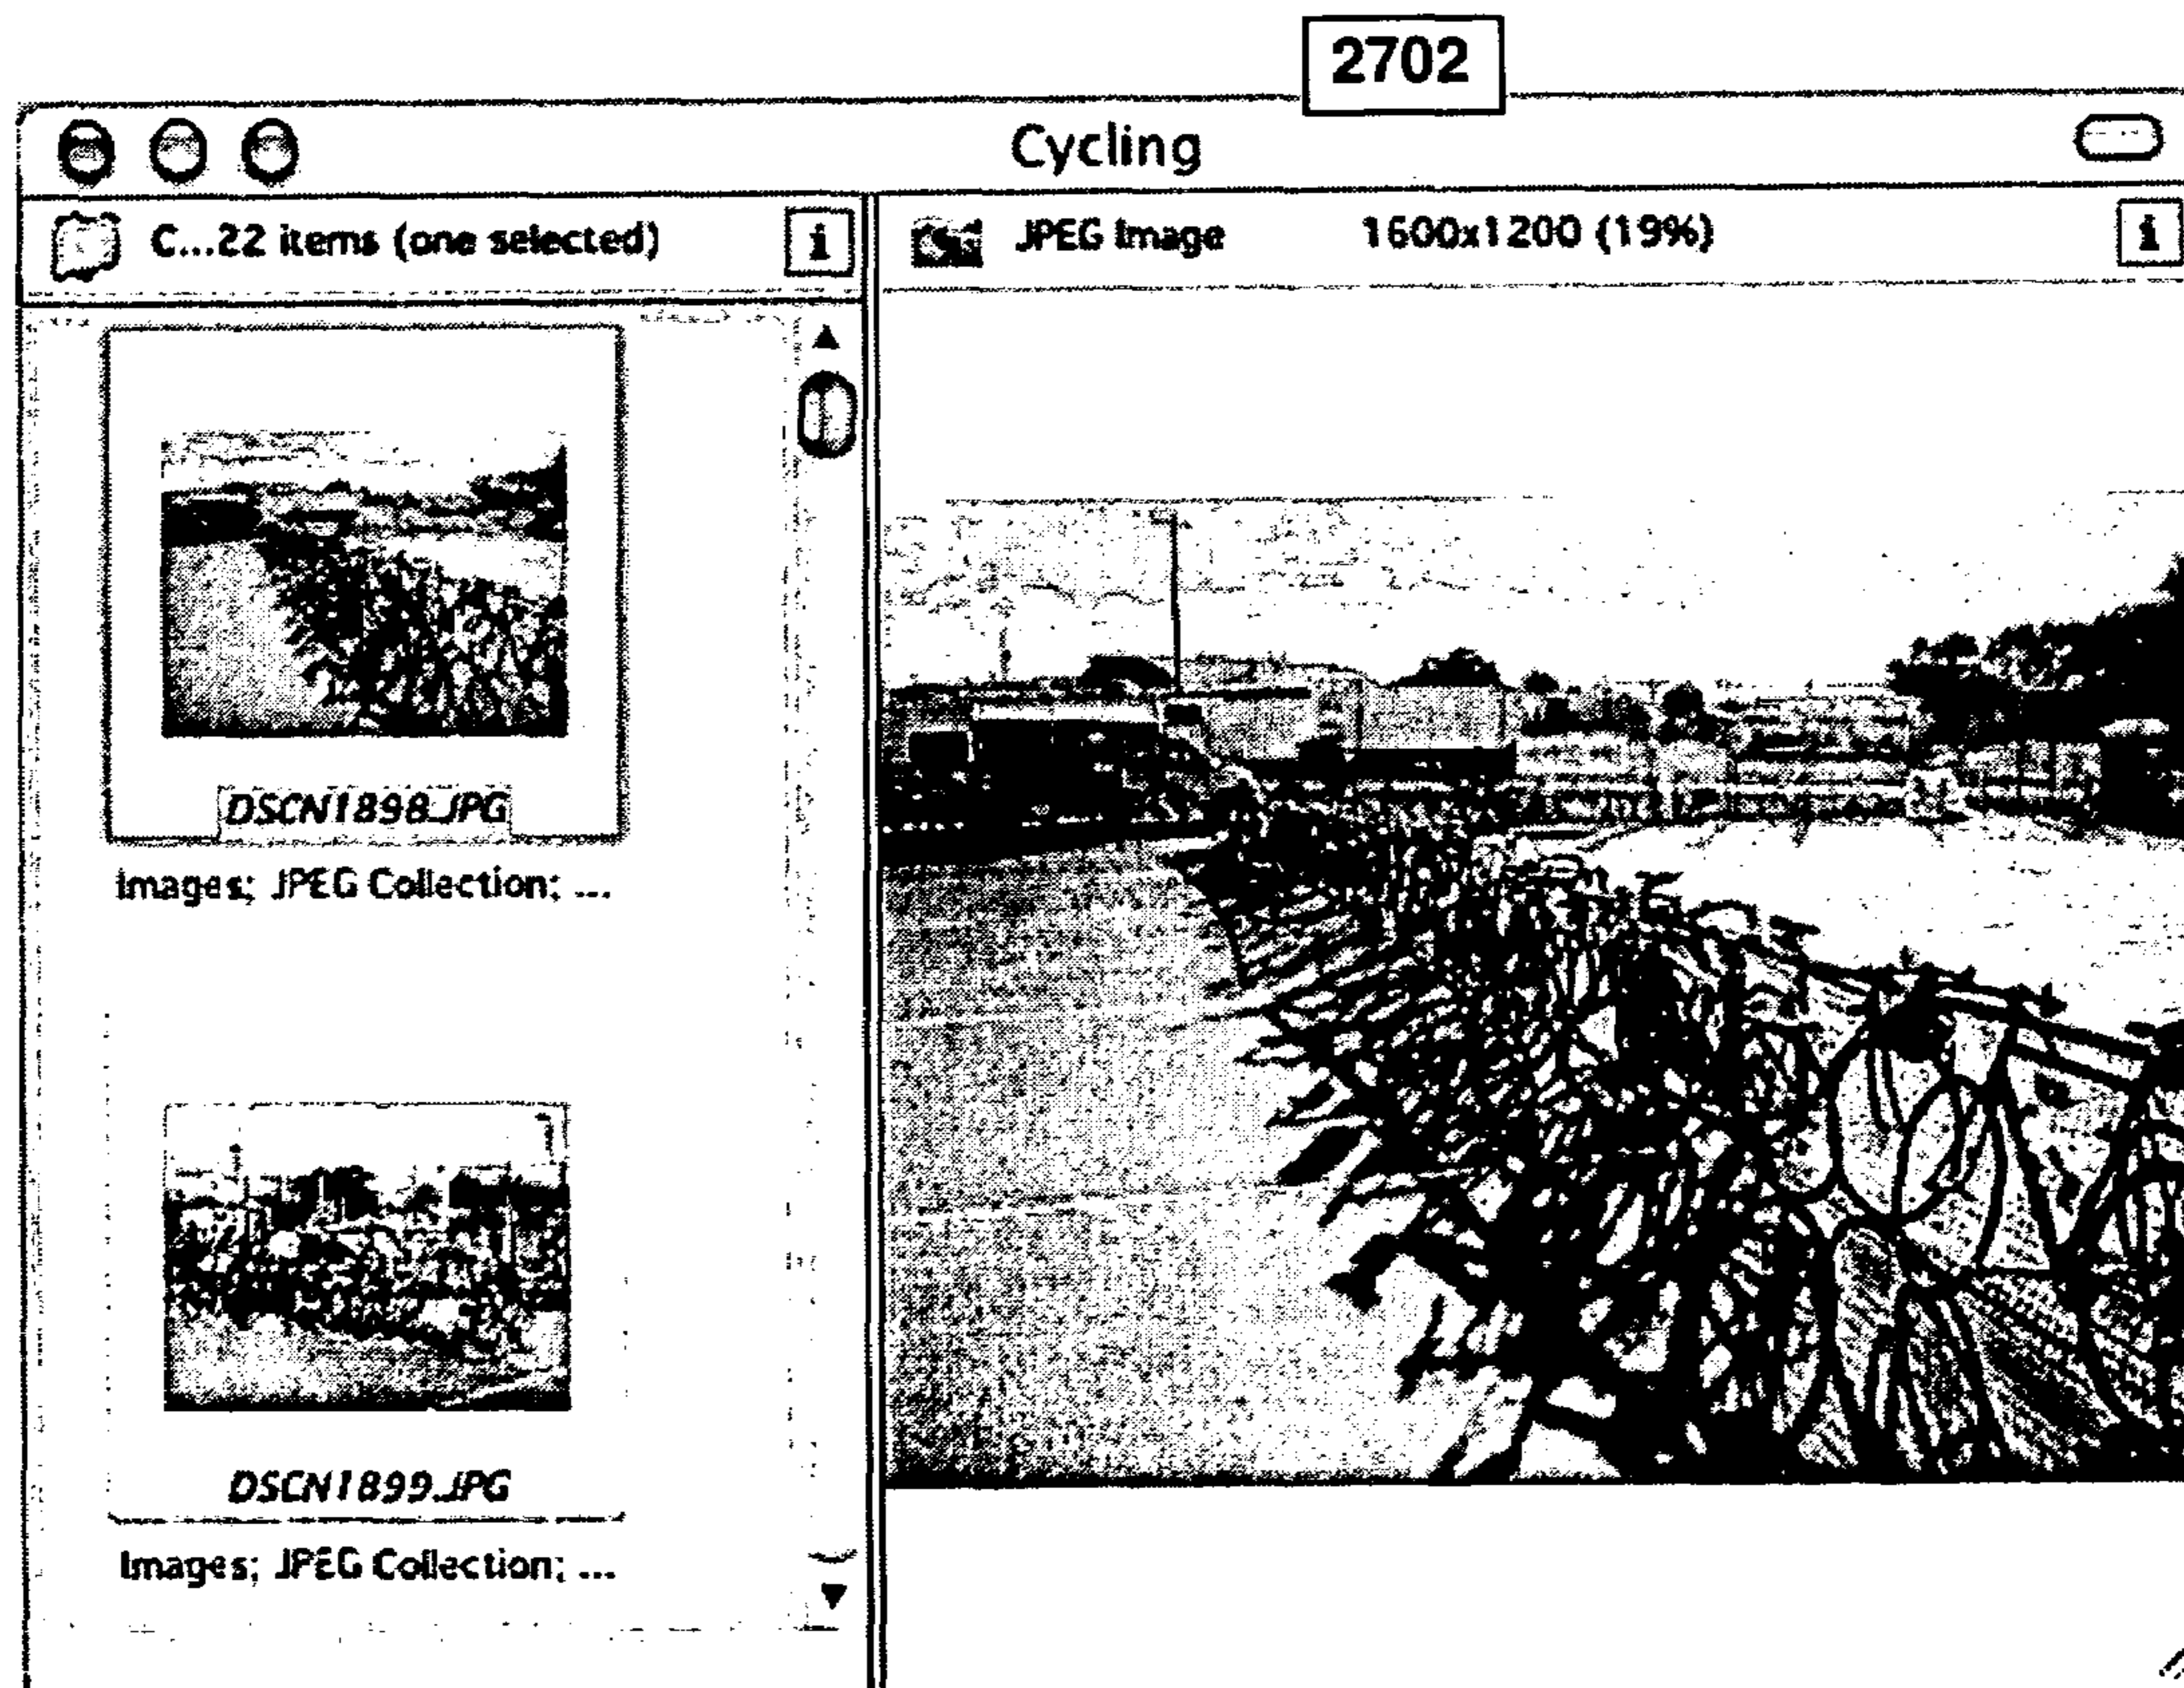 2702
Cycling
C...22 items (one selected)
i
JPEG Image 1600x1200 (19%)
i
DSCN1898.JPG
Images; JPEG Collection; ...
DSCN1899.JPG
Images; JPEG Collection; ...